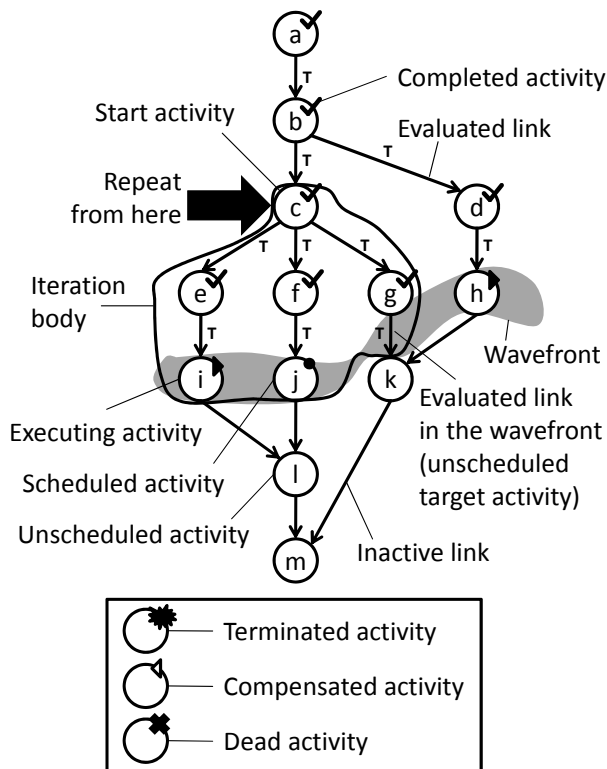 a
T
Completed activity
Start activity
b
Evaluated link
T
T
Repeat
from here
c
d
T
T
T
T
Iteration
body
e
f
g
h
T
T
T
Wavefront
i
j
k
Evaluated link
in the wavefront
(unscheduled
target activity)
Executing activity
Scheduled activity
l
Unscheduled activity
Inactive link
m
Terminated activity
Compensated activity
Dead activity